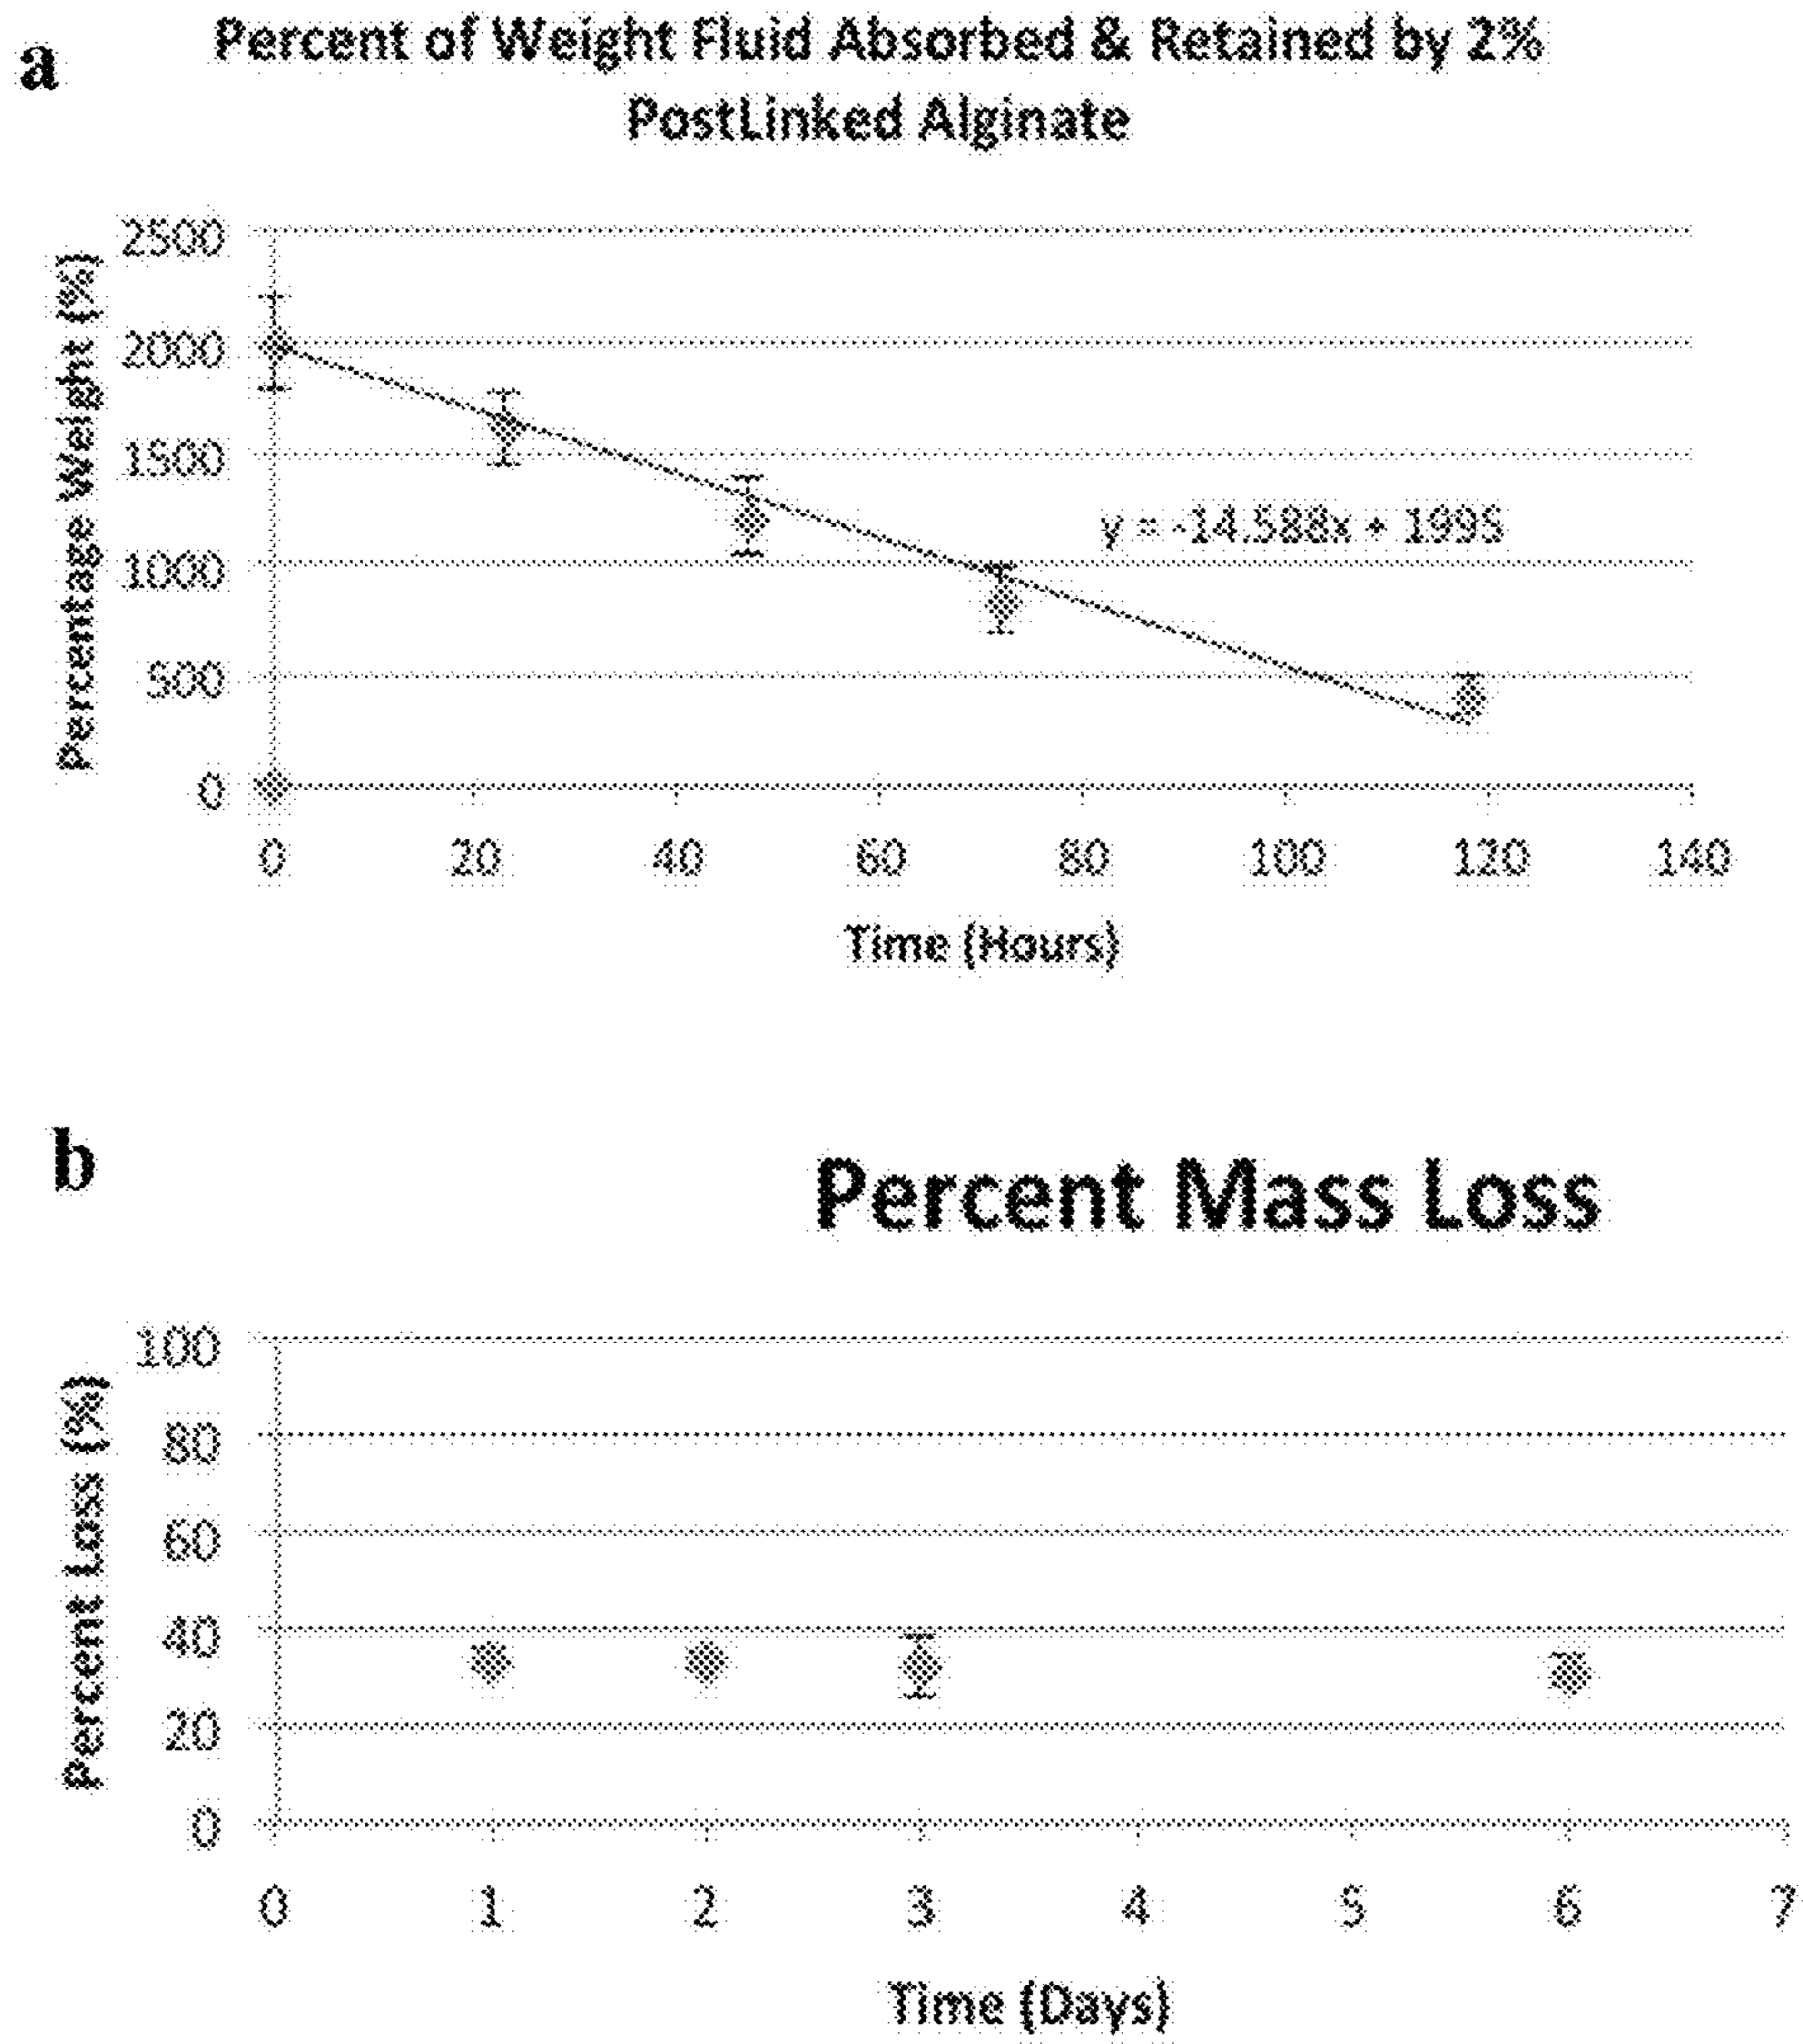 a
Percent of Weight Fluid Absorbed & Retained by 2%
PostLinked Alginate
Percentage Weight (%)
2500
2000
1500
1000
500
0
y = -14.588x + 1995
0 20 40 60 80 100 120 140
Time (Hours)
b
Percent Mass Loss
Percent Loss (%)
100
80
60
40
20
0
0 1 2 3 4 5 6 7
Time (Days)